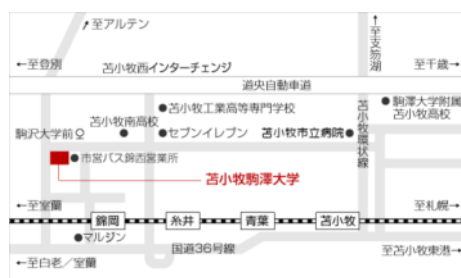 ↗至アルテン
↑至支笏湖
←至登別
苫小牧西インターチェンジ
至千歳→
道央自動車道
●苫小牧工業高等専門学校
●駒澤大学附属
苫小牧高校
苫小牧南高校
駒沢大学前
●セブンイレブン
苫小牧市立病院●
苫小牧環状線
●市営バス錦西営業所
苫小牧駒澤大学
←至室蘭
至札幌→
錦岡
糸井
青葉
苫小牧
●マルジン
国道36号線
至苫小牧東港→
←至白老/室蘭